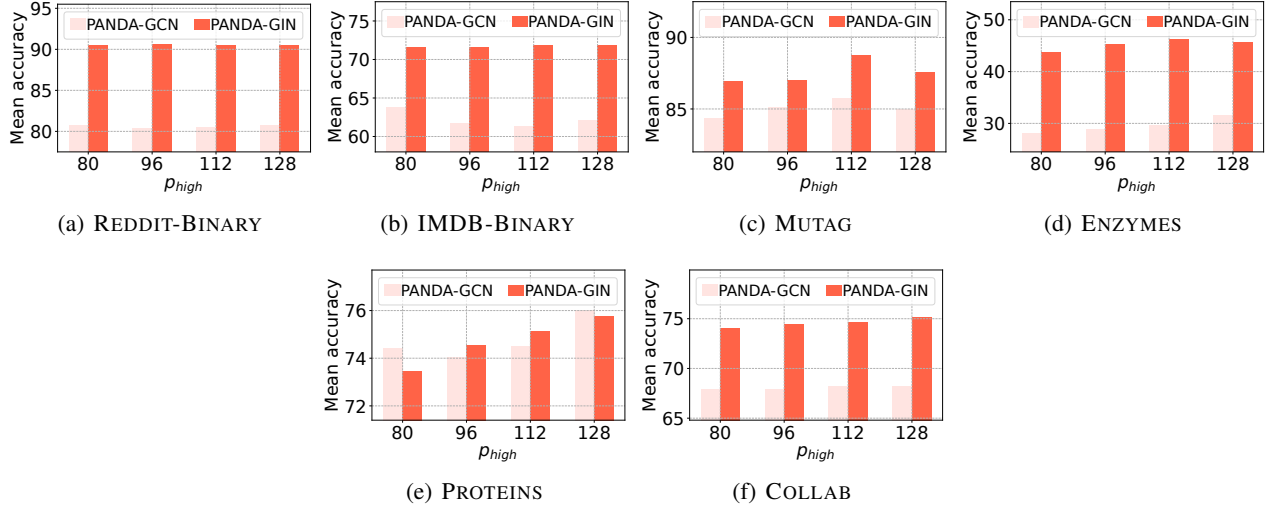 95
90
85
80
Mean accuracy
PANDA-GCN PANDA-GIN
80 96 112 128
p_high
(a) REDDIT-BINARY
75
70
65
60
Mean accuracy
PANDA-GCN PANDA-GIN
80 96 112 128
p_high
(b) IMDB-BINARY
90
85
Mean accuracy
PANDA-GCN PANDA-GIN
80 96 112 128
p_high
(c) MUTAG
50
40
30
Mean accuracy
PANDA-GCN PANDA-GIN
80 96 112 128
p_high
(d) ENZYMES
76
74
72
Mean accuracy
PANDA-GCN PANDA-GIN
80 96 112 128
p_high
(e) PROTEINS
75
70
65
Mean accuracy
PANDA-GCN PANDA-GIN
80 96 112 128
p_high
(f) COLLAB